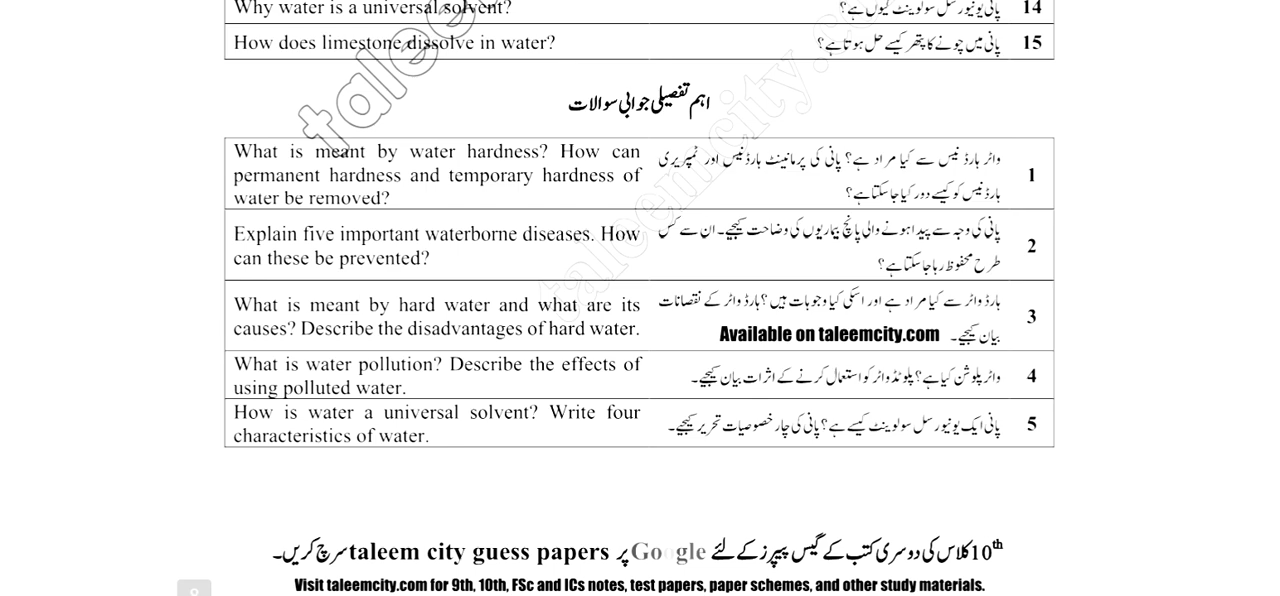 Why water is a universal solvent?
پانی یونیورسل سولوینٹ کیوں ہے؟
14
How does limestone dissolve in water?
پانی میں چونے کا پتھر کیسے حل ہوتا ہے؟
15
اہم تفصیلی جوابی سوالات
What is meant by water hardness? How can
permanent hardness and temporary hardness of
water be removed?
واٹر ہارڈنیس سے کیا مراد ہے؟ پانی کی پرمانینٹ ہارڈنیس اور ٹمپریری
ہارڈنیس کو کیسے دور کیا جاسکتا ہے؟
1
Explain five important waterborne diseases. How
can these be prevented?
پانی کی وجہ سے پیدا ہونے والی پانچ بیماریوں کی وضاحت کیجیے۔ ان سے کس
طرح محفوظ رہا جاسکتا ہے؟
2
What is meant by hard water and what are its
causes? Describe the disadvantages of hard water.
ہارڈ واٹر سے کیا مراد ہے اور اسکی کیا وجوہات ہیں؟ ہارڈ واٹر کے نقصانات
بیان کیجیے۔ Available on taleemcity.com
3
What is water pollution? Describe the effects of
using polluted water.
واٹر پلوشن کیا ہے؟ پلوٹڈ واٹر کو استعمال کرنے کے اثرات بیان کیجیے۔
4
How is water a universal solvent? Write four
characteristics of water.
پانی ایک یونیورسل سولوینٹ کیسے ہے؟ پانی کی چار خصوصیات تحریر کیجیے۔
5
10th کلاس کی دوسری کتب کے گیس پیپرز کے لئے Google پر taleem city guess papers سرچ کریں۔
Visit taleemcity.com for 9th, 10th, FSc and ICs notes, test papers, paper schemes, and other study materials.
8
taleemcity.co